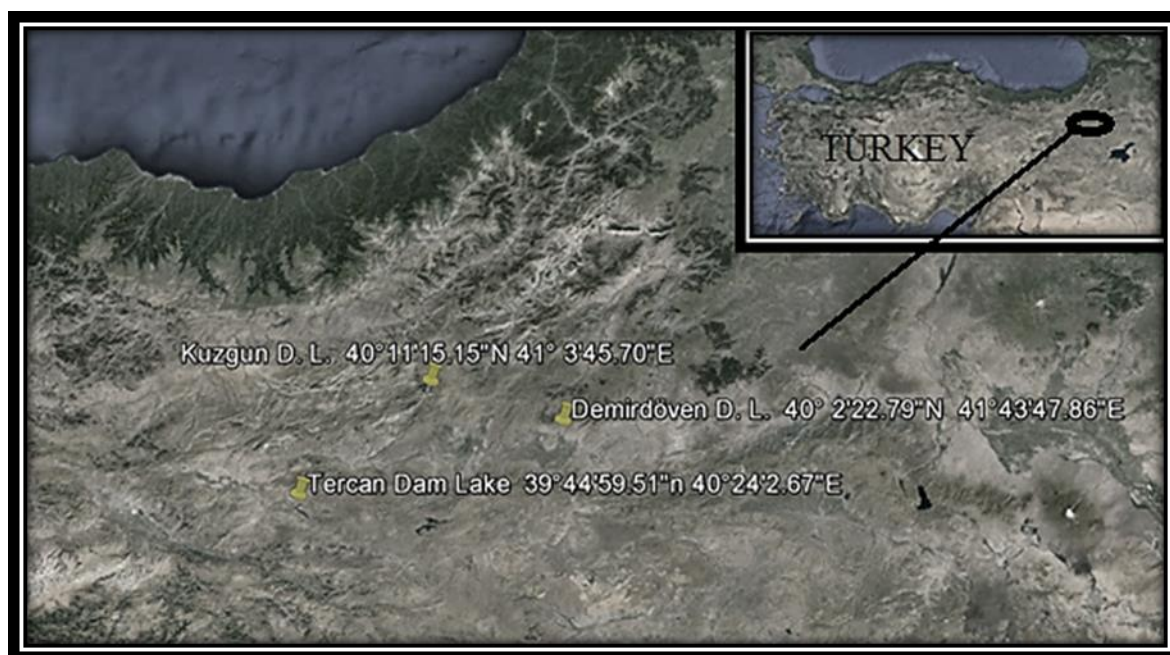 TURKEY
Kuzgun D. L. 40°11'15.15"N 41° 3'45.70"E
Demirdöven D. L. 40° 2'22.79"N 41°43'47.86"E
Tercan Dam Lake 39°44'59.51"n 40°24'2.67"E